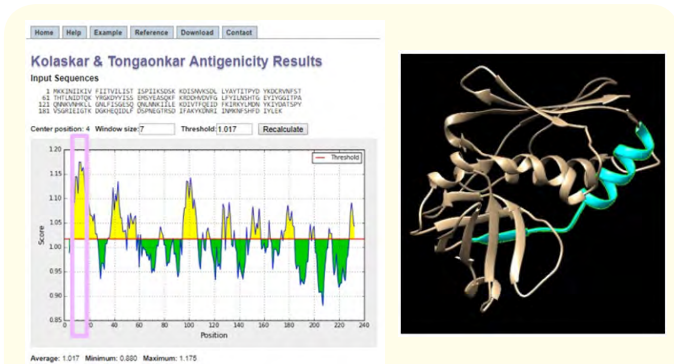 Home Help Example Reference Download Contact
Kolaskar & Tongaonkar Antigenicity Results
Input Sequences
1 MKKINIIKIV FIITVILIST ISPIIKSDSK KDISNVKSDL LYAYTITPYD YKDCRVNFST
61 THTLNIDTQK YRGKDYYISS EMSYEASQKF KRDDHVDVFG LFYILNSHTG EYIYGGITPA
121 QNNKVNHKLL GNLFISGESQ QNLNNKIILE KDIVTFQEID FKIRKYLMDN YKIYDATSPY
181 VSGRIEIGTK DGKHEQIDLF DSPNEGTRSD IFAKYKDNRI INMKNFSHFD IYLEK
Center position: 4 Window size: 7 Threshold: 1.017 Recalculate
Threshold
1.20
1.15
1.10
1.05
1.00
0.95
0.90
0.85
Score
0 20 40 60 80 100 120 140 160 180 200 220 240
Position
Average: 1.017 Minimum: 0.880 Maximum: 1.175